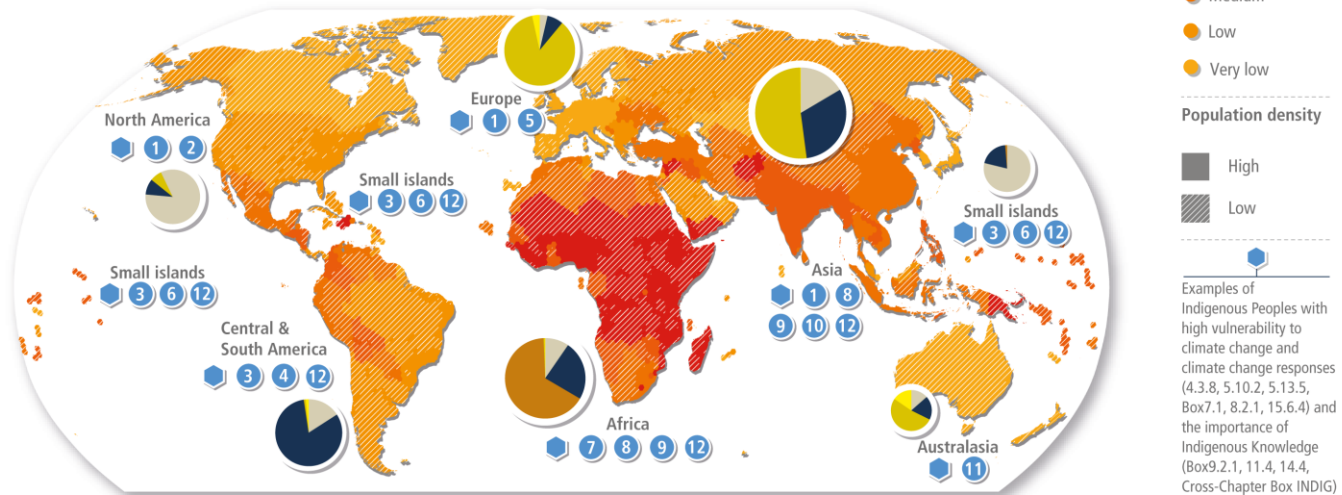 Medium
Low
Very low
Population density
High
Low
Examples of
Indigenous Peoples with
high vulnerability to
climate change and
climate change responses
(4.3.8, 5.10.2, 5.13.5,
Box7.1, 8.2.1, 15.6.4) and
the importance of
Indigenous Knowledge
(Box9.2.1, 11.4, 14.4,
Cross-Chapter Box INDIG)
North America
1 2
Europe
1 5
Small islands
3 6 12
Small islands
3 6 12
Small islands
3 6 12
Central &
South America
3 4 12
Africa
7 8 9 12
Asia
1 8
9 10 12
Australasia
11